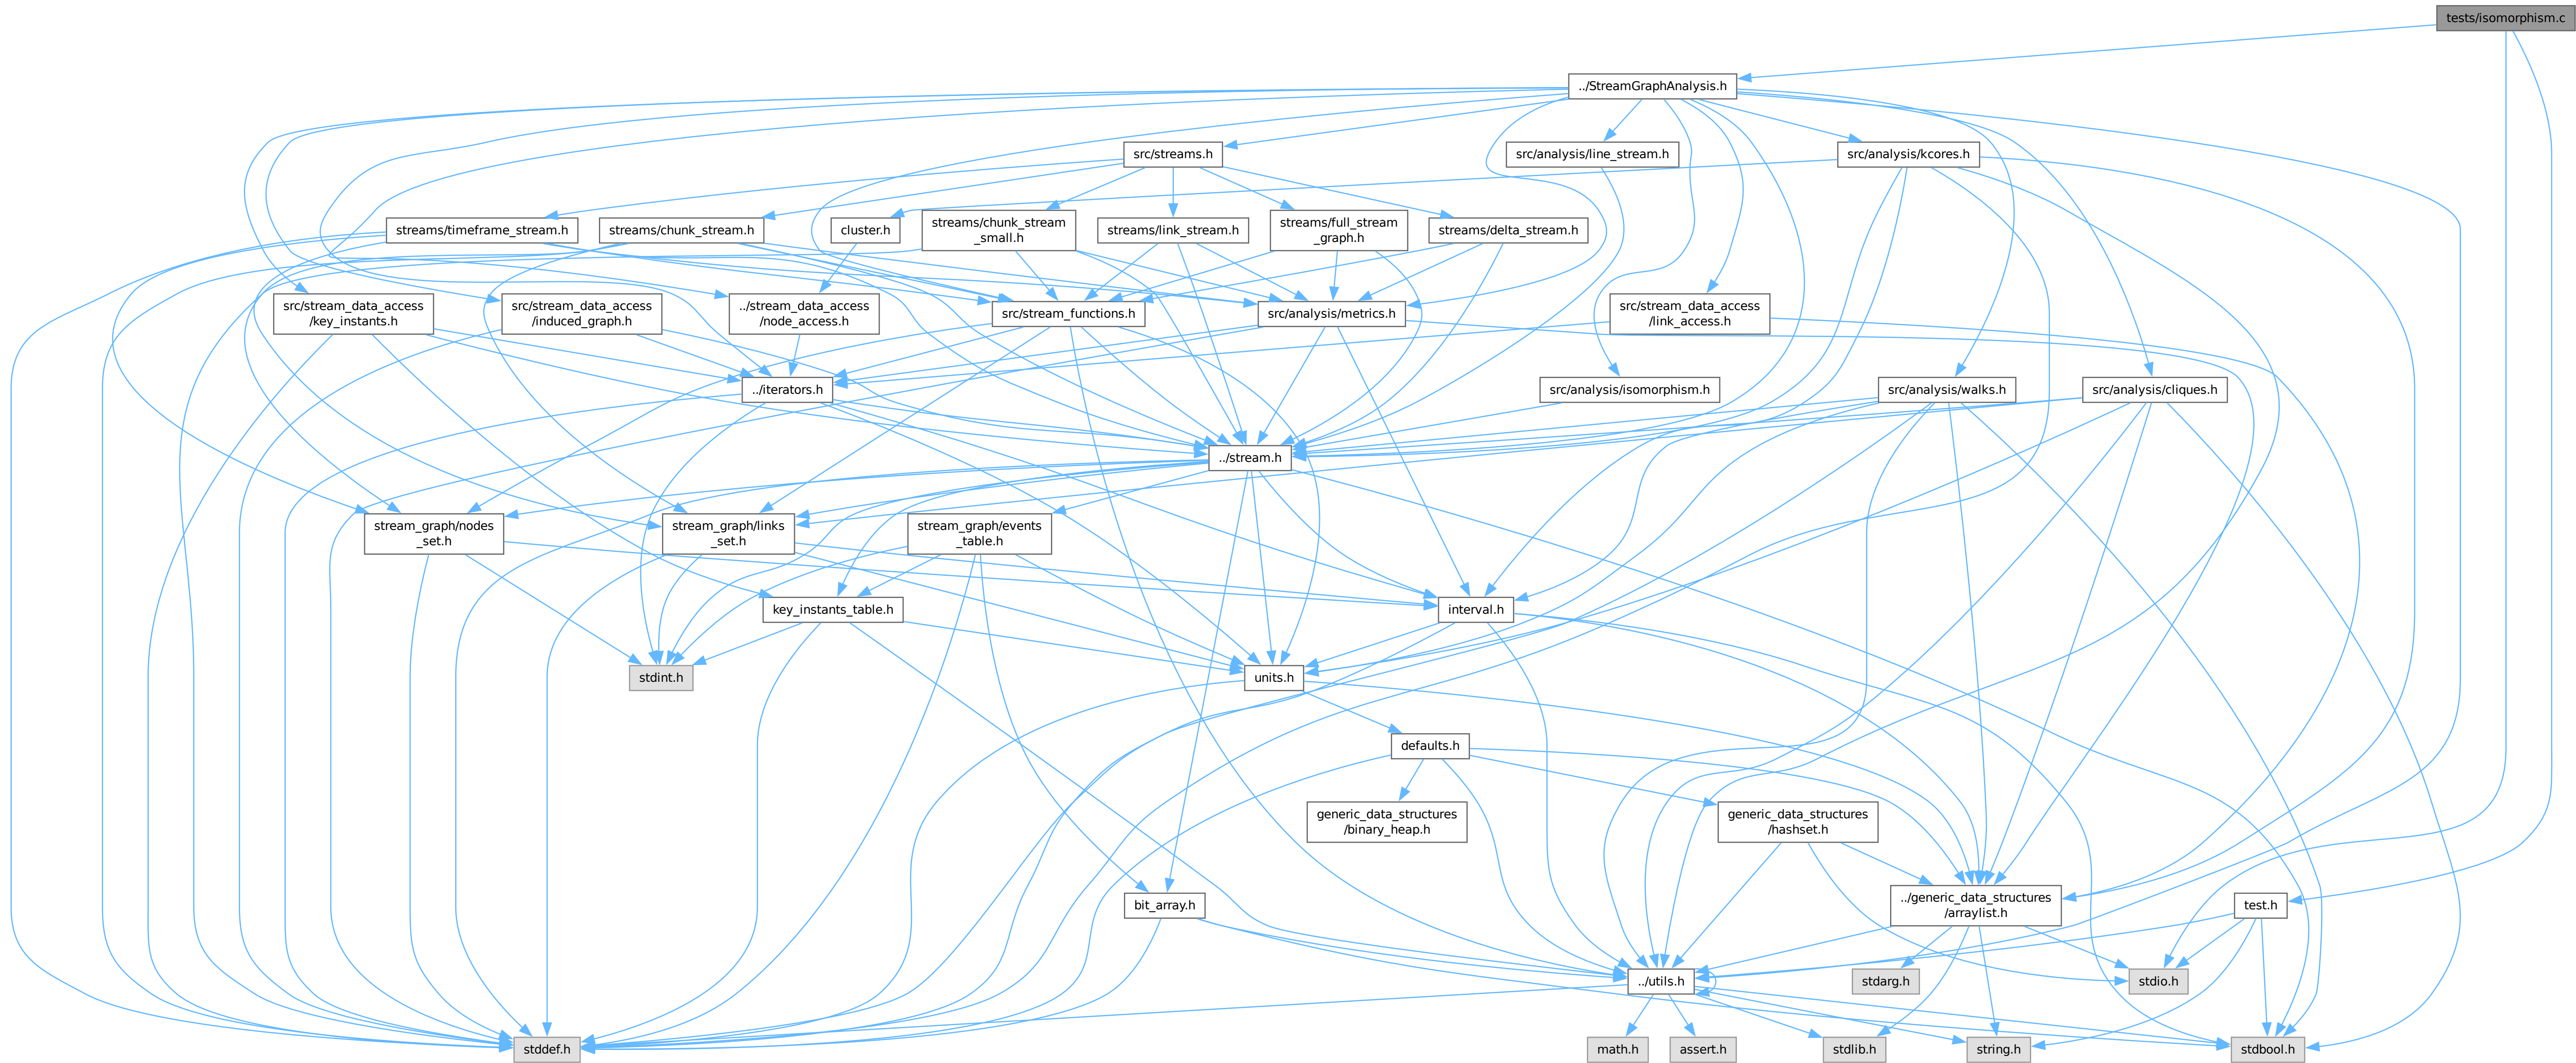 tests/isomorphism.c
../StreamGraphAnalysis.h
src/streams.h
src/analysis/line_stream.h
src/analysis/kcores.h
streams/timeframe_stream.h
streams/chunk_stream.h
cluster.h
streams/chunk_stream
_small.h
streams/link_stream.h
streams/full_stream
_graph.h
streams/delta_stream.h
src/stream_data_access
/key_instants.h
src/stream_data_access
/induced_graph.h
../stream_data_access
/node_access.h
src/stream_functions.h
src/analysis/metrics.h
src/stream_data_access
/link_access.h
../iterators.h
src/analysis/isomorphism.h
src/analysis/walks.h
src/analysis/cliques.h
../stream.h
stream_graph/nodes
_set.h
stream_graph/links
_set.h
stream_graph/events
_table.h
key_instants_table.h
interval.h
stdint.h
units.h
defaults.h
generic_data_structures
/binary_heap.h
generic_data_structures
/hashset.h
bit_array.h
../generic_data_structures
/arraylist.h
test.h
../utils.h
stdarg.h
stdio.h
stddef.h
math.h
assert.h
stdlib.h
string.h
stdbool.h